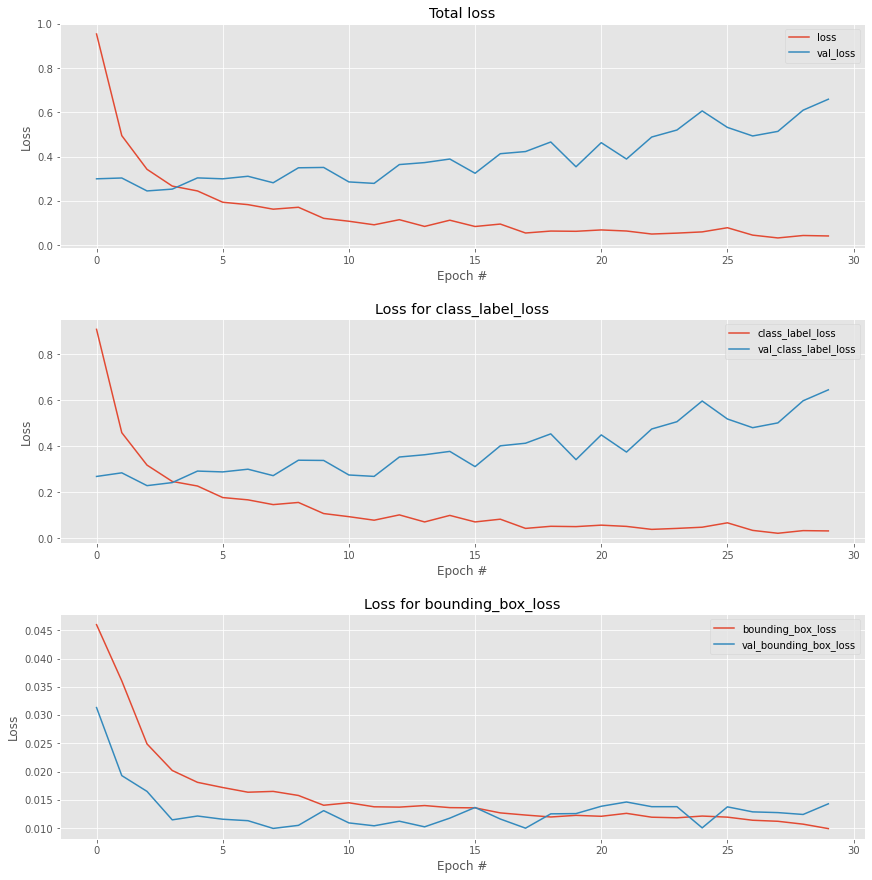 Total loss
1.0
0.8
0.6
0.4
0.2
0.0
Loss
loss
val_loss
0 5 10 15 20 25 30
Epoch #
Loss for class_label_loss
0.8
0.6
0.4
0.2
0.0
Loss
class_label_loss
val_class_label_loss
0 5 10 15 20 25 30
Epoch #
Loss for bounding_box_loss
0.045
0.040
0.035
0.030
0.025
0.020
0.015
0.010
Loss
bounding_box_loss
val_bounding_box_loss
0 5 10 15 20 25 30
Epoch #